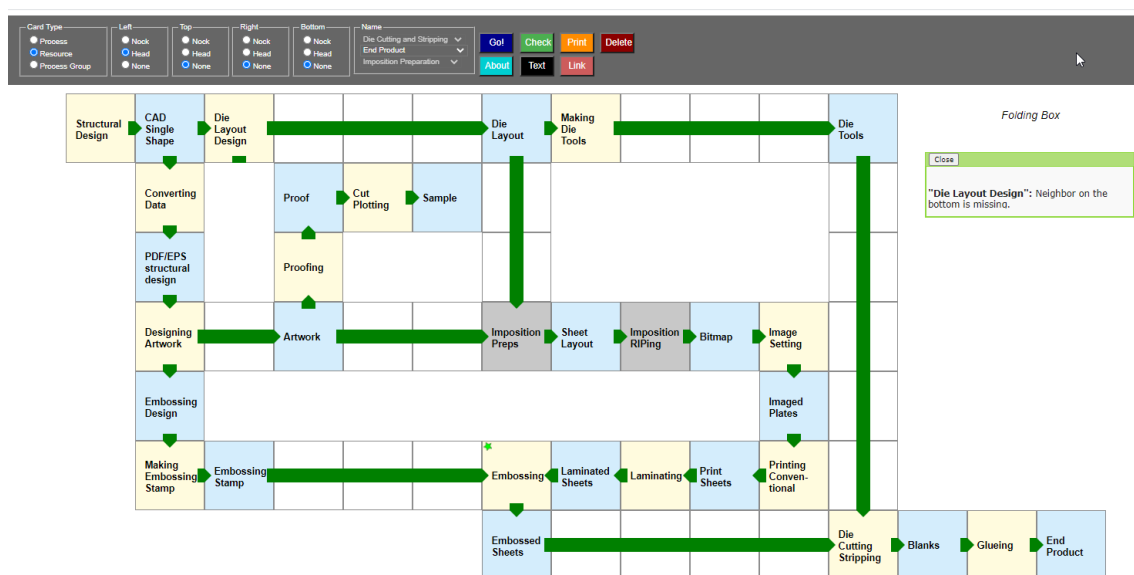 Card Type
Process
Resource
Process Group
Left
Nock
Head
None
Top
Nock
Head
None
Right
Nock
Head
None
Bottom
Nock
Head
None
Name
Die Cutting and Stripping
End Product
Imposition Preparation
Go!
Check
Print
Delete
About
Text
Link
Structural
Design
CAD
Single
Shape
Die
Layout
Design
Die
Layout
Making
Die
Tools
Die
Tools
Folding Box
Close
"Die Layout Design": Neighbor on the
bottom is missing.
Converting
Data
Proof
Cut
Plotting
Sample
PDF/EPS
structural
design
Proofing
Designing
Artwork
Artwork
Imposition
Preps
Sheet
Layout
Imposition
RIPing
Bitmap
Image
Setting
Embossing
Design
Imaged
Plates
Making
Embossing
Stamp
Embossing
Stamp
Embossing
Laminated
Sheets
Laminating
Print
Sheets
Printing
Conven-
tional
Embossed
Sheets
Die
Cutting
Stripping
Blanks
Glueing
End
Product